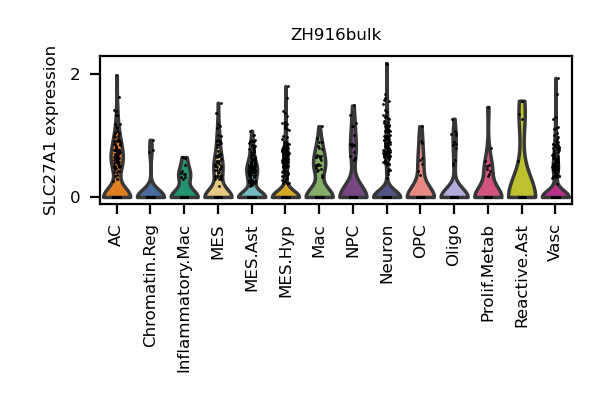 ZH916bulk
SLC27A1 expression
2
0
AC
Chromatin.Reg
Inflammatory.Mac
MES
MES.Ast
MES.Hyp
Mac
NPC
Neuron
OPC
Oligo
Prolif.Metab
Reactive.Ast
Vasc